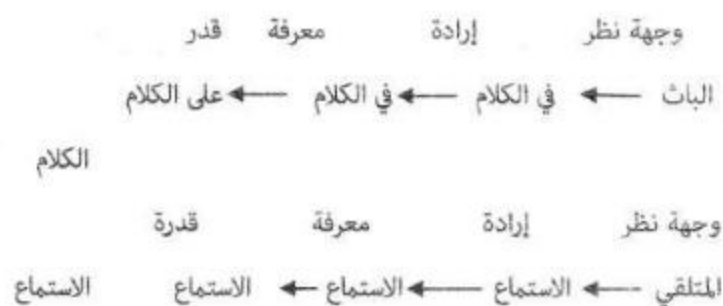 وجهة نظر إرادة معرفة قدر
الباث ← في الكلام ← في الكلام ← على الكلام
الكلام
وجهة نظر إرادة معرفة قدرة
المتلقي ← الاستماع ← الاستماع ← الاستماع الاستماع